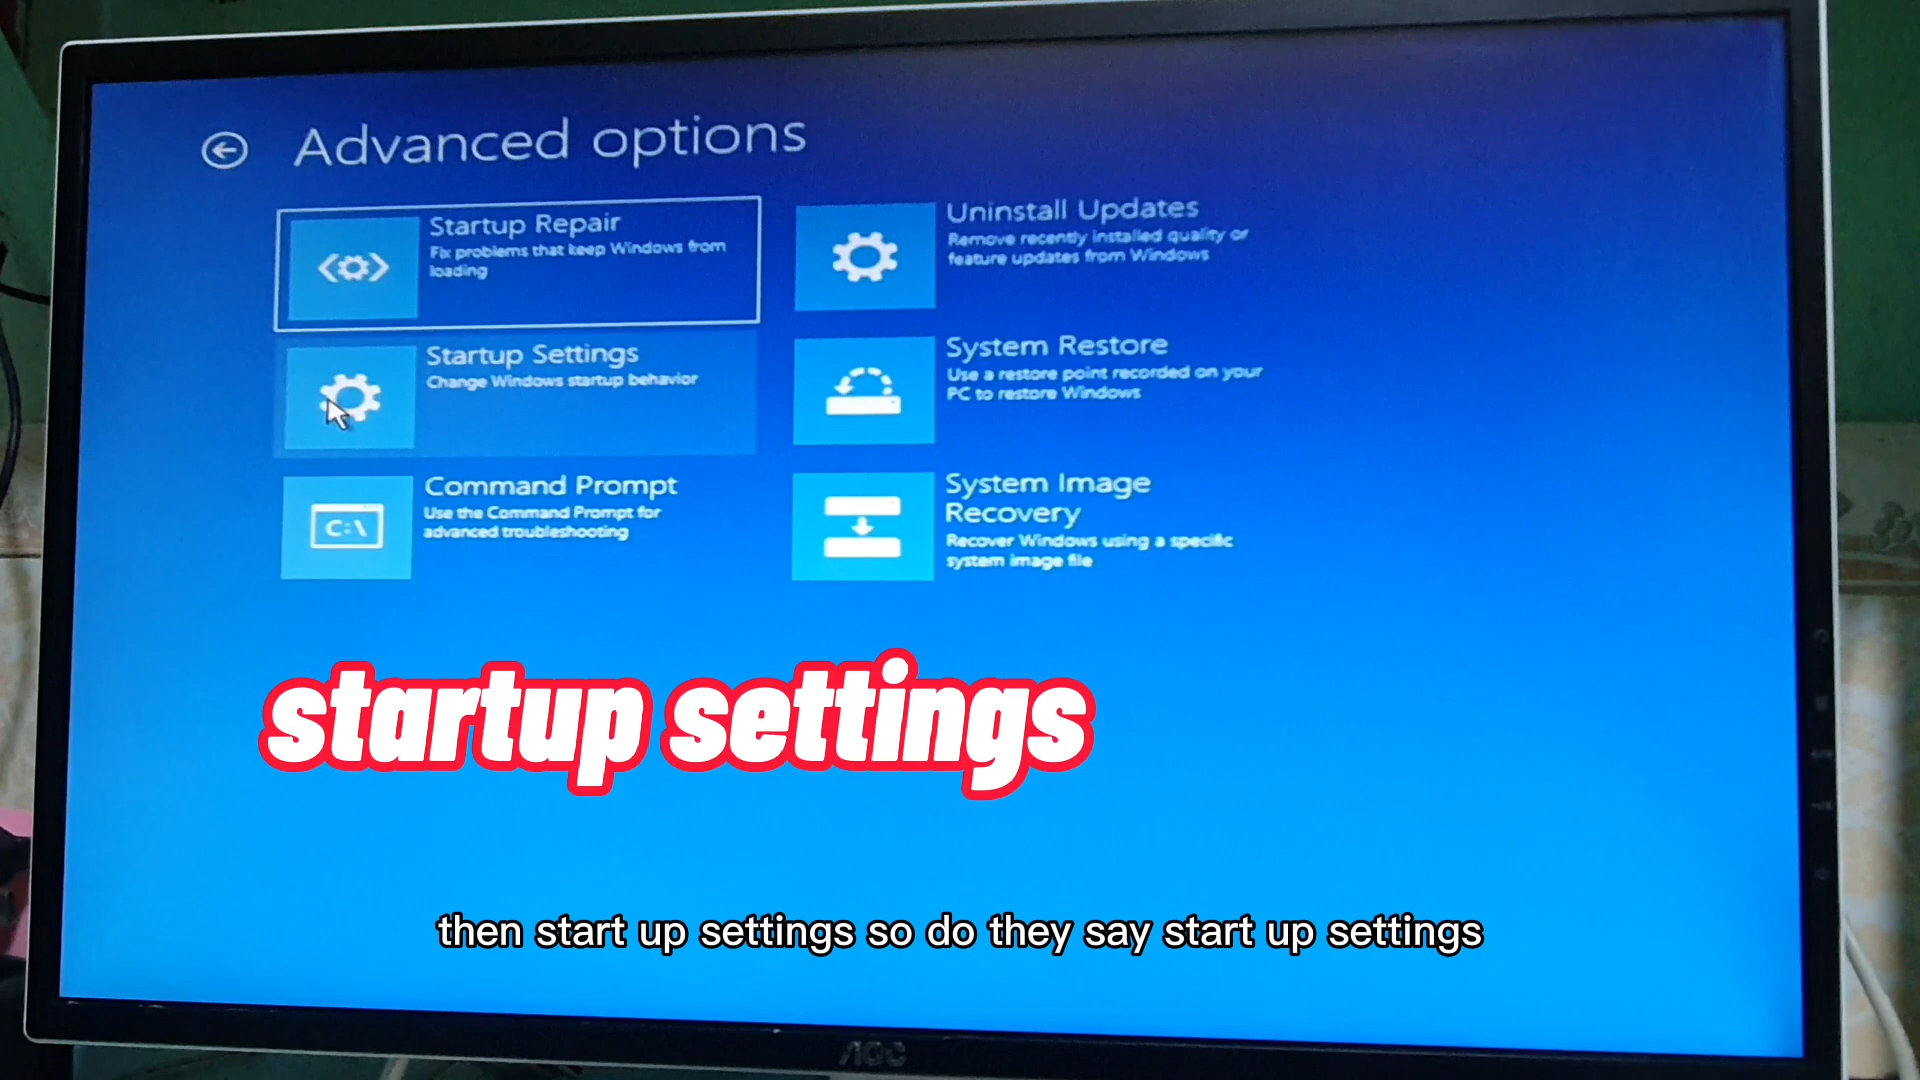 Advanced options
Startup Repair
Fix problems that keep Windows from
loading
Uninstall Updates
Remove recently installed quality or
feature updates from Windows
Startup Settings
Change Windows startup behavior
System Restore
Use a restore point recorded on your
PC to restore Windows
C:\
Command Prompt
Use the Command Prompt for
advanced troubleshooting
System Image
Recovery
Recover Windows using a specific
system image file
startup settings
then start up settings so do they say start up settings
AOC